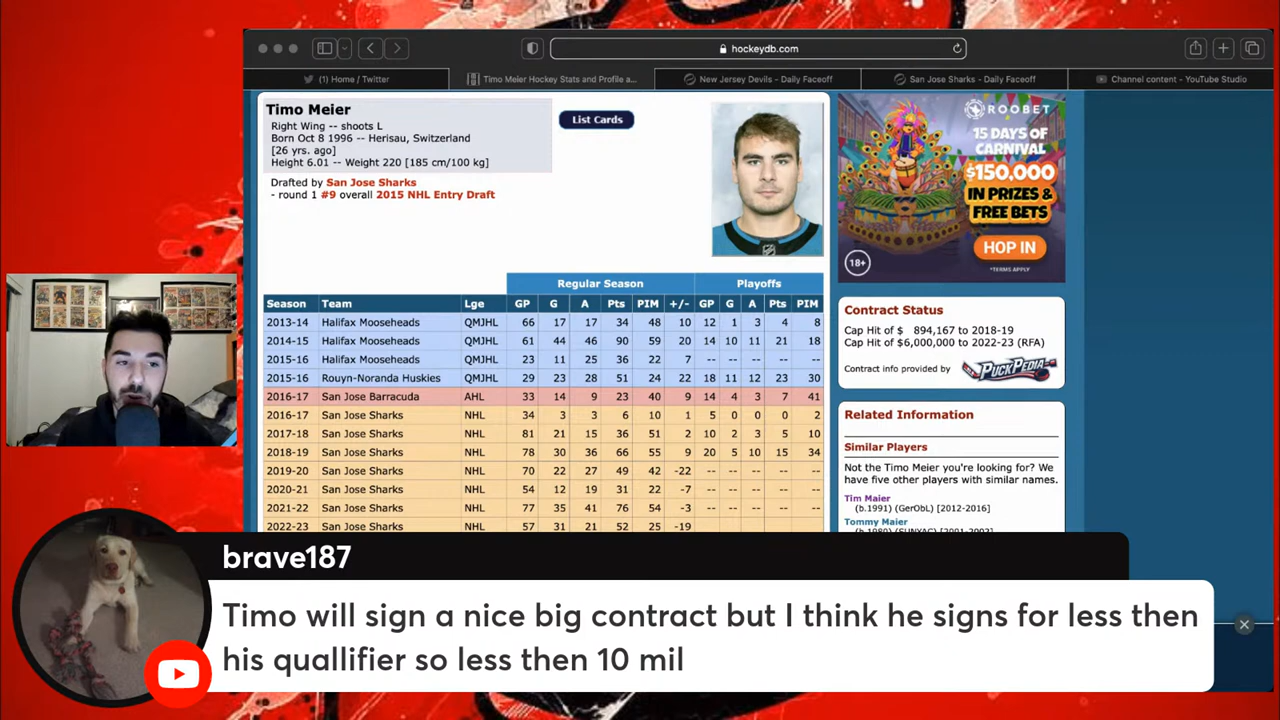 hockeydb.com
(1) Home / Twitter
Timo Meier Hockey Stats and Profile a...
New Jersey Devils - Daily Faceoff
San Jose Sharks - Daily Faceoff
Channel content - YouTube Studio
Timo Meier
Right Wing -- shoots L
Born Oct 8 1996 -- Herisau, Switzerland
[26 yrs. ago]
Height 6.01 -- Weight 220 [185 cm/100 kg]
Drafted by San Jose Sharks
- round 1 #9 overall 2015 NHL Entry Draft
List Cards
Regular Season Playoffs
Season Team Lge GP G A Pts PIM +/- GP G A Pts PIM
2013-14 Halifax Mooseheads QMJHL 66 17 17 34 48 10 12 1 3 4 8
2014-15 Halifax Mooseheads QMJHL 61 44 46 90 59 20 14 10 11 21 18
2015-16 Halifax Mooseheads QMJHL 23 11 25 36 22 7 -- -- -- -- --
2015-16 Rouyn-Noranda Huskies QMJHL 29 23 28 51 24 22 18 11 12 23 30
2016-17 San Jose Barracuda AHL 33 14 9 23 40 9 14 4 3 7 41
2016-17 San Jose Sharks NHL 34 3 3 6 10 1 5 0 0 0 2
2017-18 San Jose Sharks NHL 81 21 15 36 51 2 10 2 3 5 10
2018-19 San Jose Sharks NHL 78 30 36 66 55 9 20 5 10 15 34
2019-20 San Jose Sharks NHL 70 22 27 49 42 -22 -- -- -- -- --
2020-21 San Jose Sharks NHL 54 12 19 31 22 -7 -- -- -- -- --
2021-22 San Jose Sharks NHL 77 35 41 76 54 -3 -- -- -- -- --
2022-23 San Jose Sharks NHL 57 31 21 52 25 -19
ROOBET
15 DAYS OF
CARNIVAL
$150,000
IN PRIZES &
FREE BETS
HOP IN
18+
*TERMS APPLY
Contract Status
Cap Hit of $ 894,167 to 2018-19
Cap Hit of $6,000,000 to 2022-23 (RFA)
Contract info provided by PUCKPEDIA
Related Information
Similar Players
Not the Timo Meier you're looking for? We
have five other players with similar names.
Tim Maier
(b.1991) (GerObL) [2012-2016]
Tommy Maier
brave187
Timo will sign a nice big contract but I think he signs for less then
his quallifier so less then 10 mil